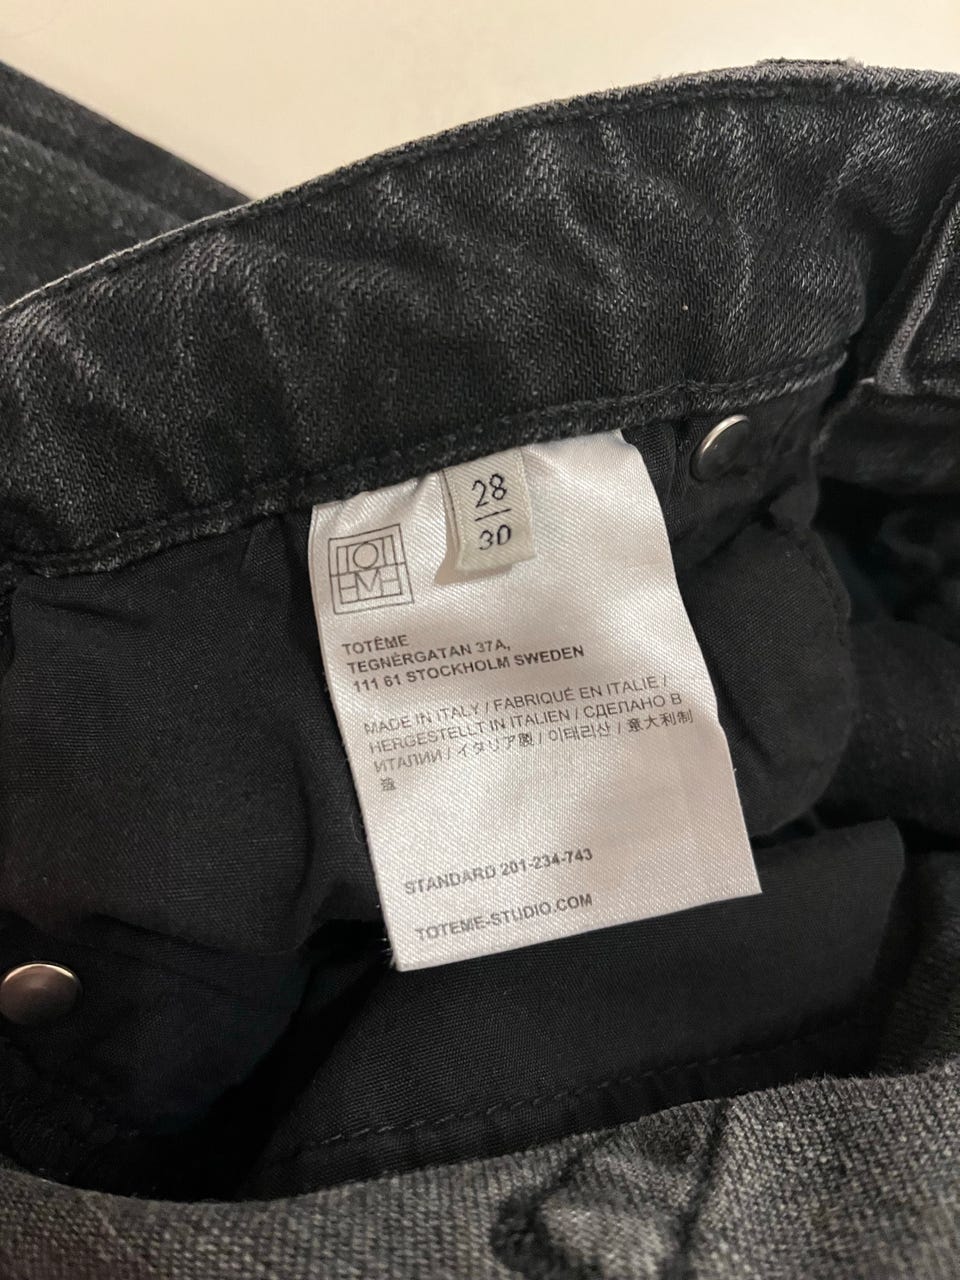 28
30
TOTEME
TOTÊME
TEGNÉRGATAN 37A,
111 61 STOCKHOLM SWEDEN
MADE IN ITALY / FABRIQUÉ EN ITALIE /
HERGESTELLT IN ITALIEN / СДЕЛАНО В
ИТАЛИИ / イタリア製 / 이태리산 / 意大利制
造
STANDARD 201-234-743
TOTEME-STUDIO.COM